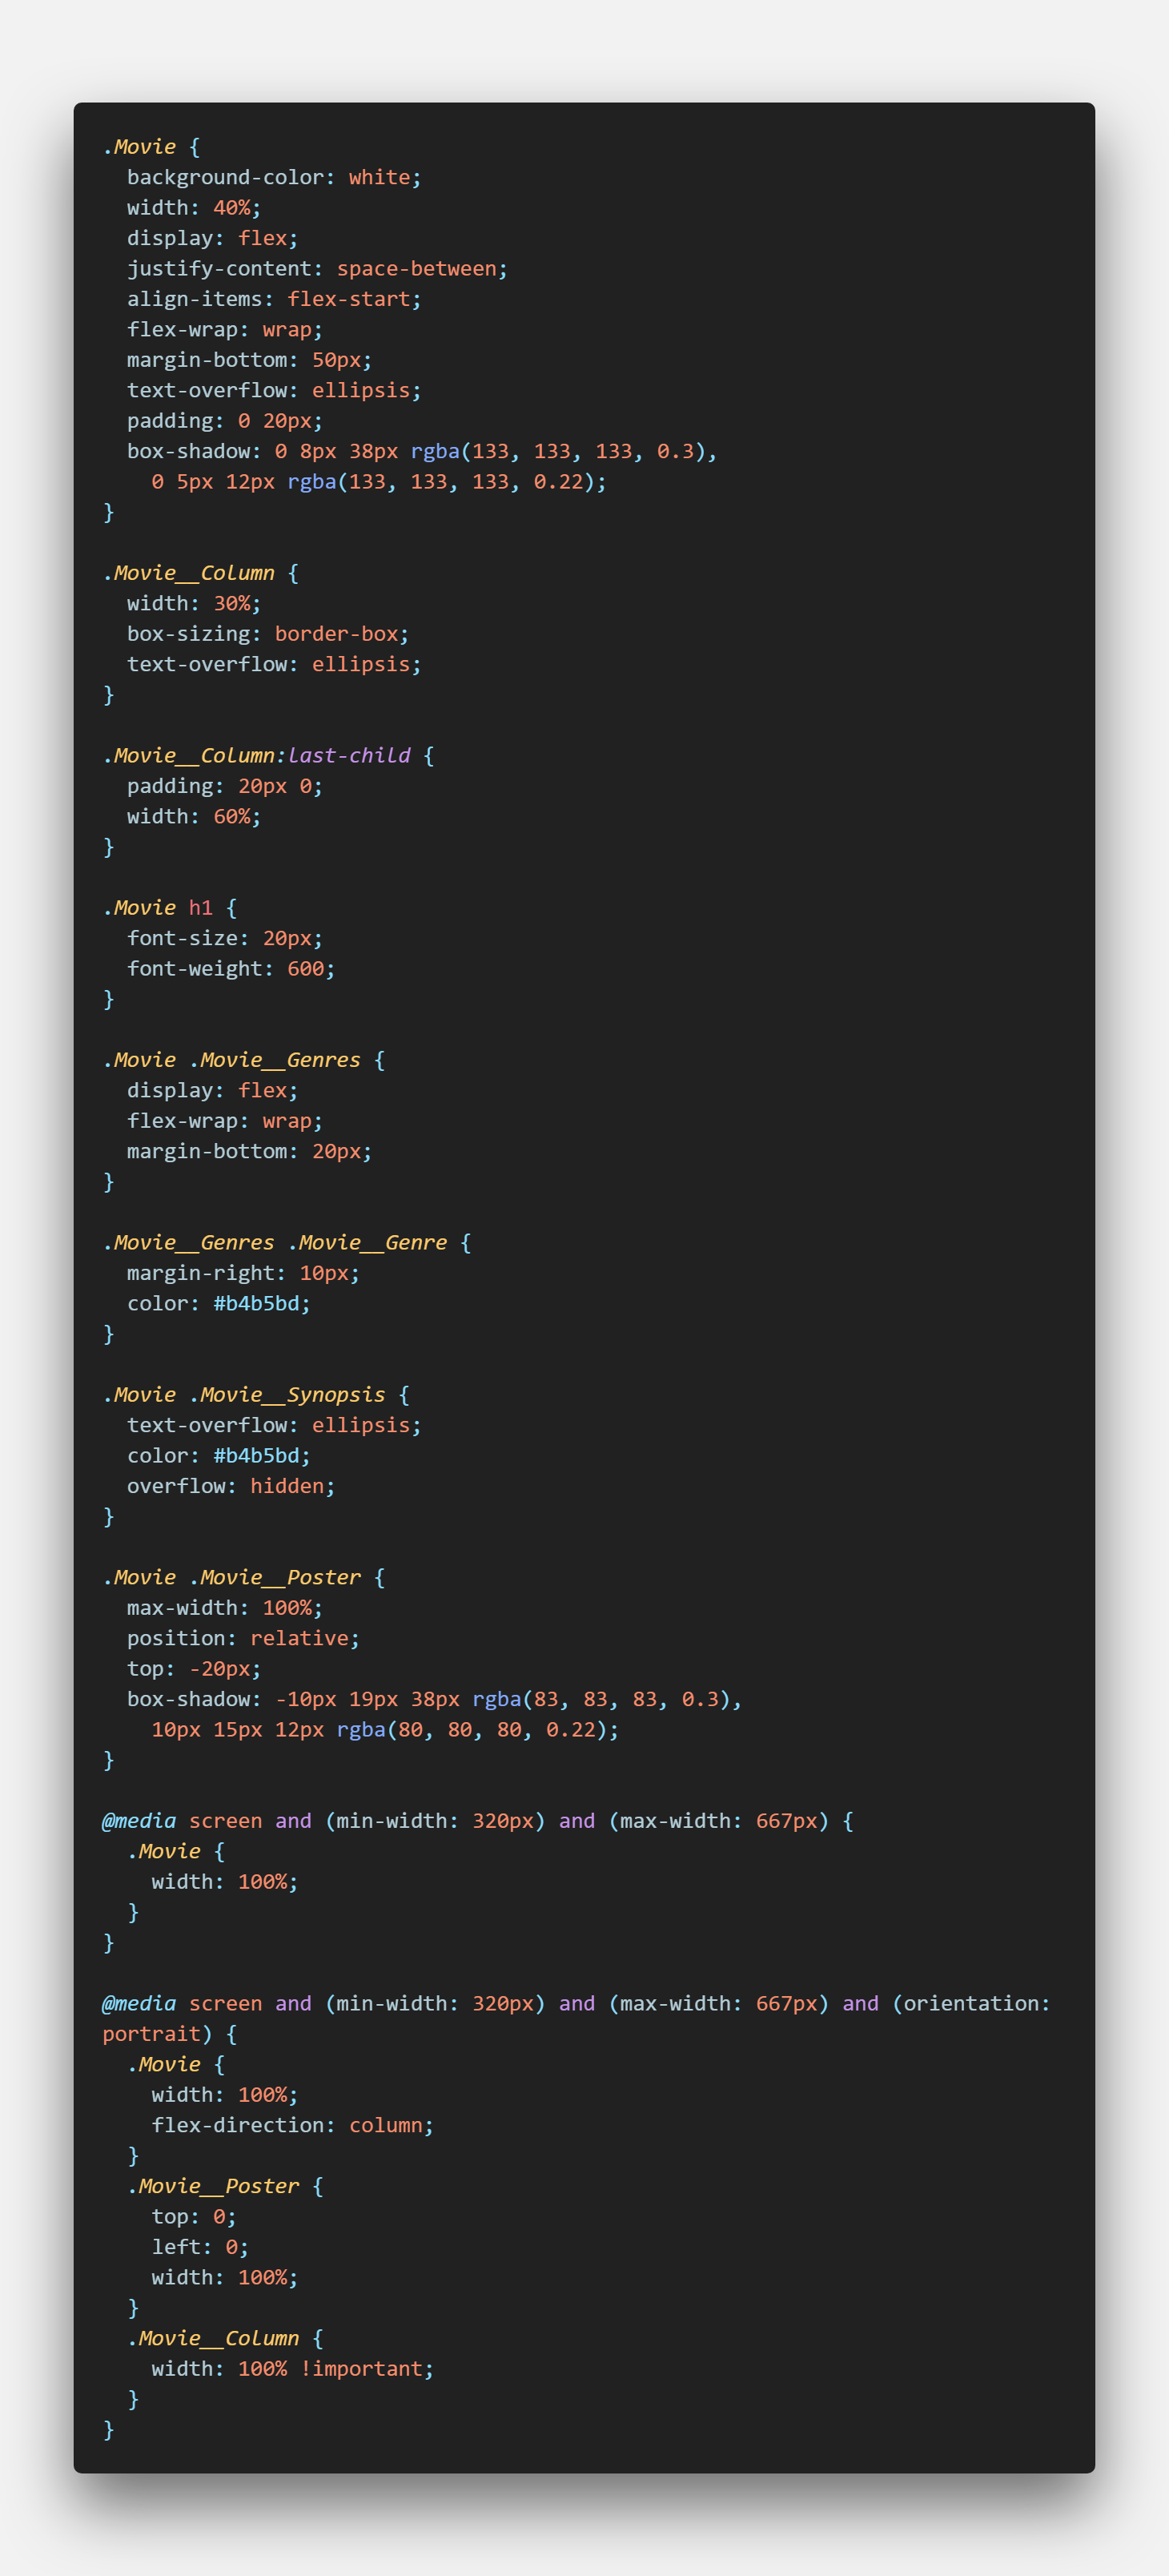 .Movie {
  background-color: white;
  width: 40%;
  display: flex;
  justify-content: space-between;
  align-items: flex-start;
  flex-wrap: wrap;
  margin-bottom: 50px;
  text-overflow: ellipsis;
  padding: 0 20px;
  box-shadow: 0 8px 38px rgba(133, 133, 133, 0.3),
    0 5px 12px rgba(133, 133, 133, 0.22);
}

.Movie__Column {
  width: 30%;
  box-sizing: border-box;
  text-overflow: ellipsis;
}

.Movie__Column:last-child {
  padding: 20px 0;
  width: 60%;
}

.Movie h1 {
  font-size: 20px;
  font-weight: 600;
}

.Movie .Movie__Genres {
  display: flex;
  flex-wrap: wrap;
  margin-bottom: 20px;
}

.Movie__Genres .Movie__Genre {
  margin-right: 10px;
  color: #b4b5bd;
}

.Movie .Movie__Synopsis {
  text-overflow: ellipsis;
  color: #b4b5bd;
  overflow: hidden;
}

.Movie .Movie__Poster {
  max-width: 100%;
  position: relative;
  top: -20px;
  box-shadow: -10px 19px 38px rgba(83, 83, 83, 0.3),
    10px 15px 12px rgba(80, 80, 80, 0.22);
}

@media screen and (min-width: 320px) and (max-width: 667px) {
  .Movie {
    width: 100%;
  }
}

@media screen and (min-width: 320px) and (max-width: 667px) and (orientation:
portrait) {
  .Movie {
    width: 100%;
    flex-direction: column;
  }
  .Movie__Poster {
    top: 0;
    left: 0;
    width: 100%;
  }
  .Movie__Column {
    width: 100% !important;
  }
}